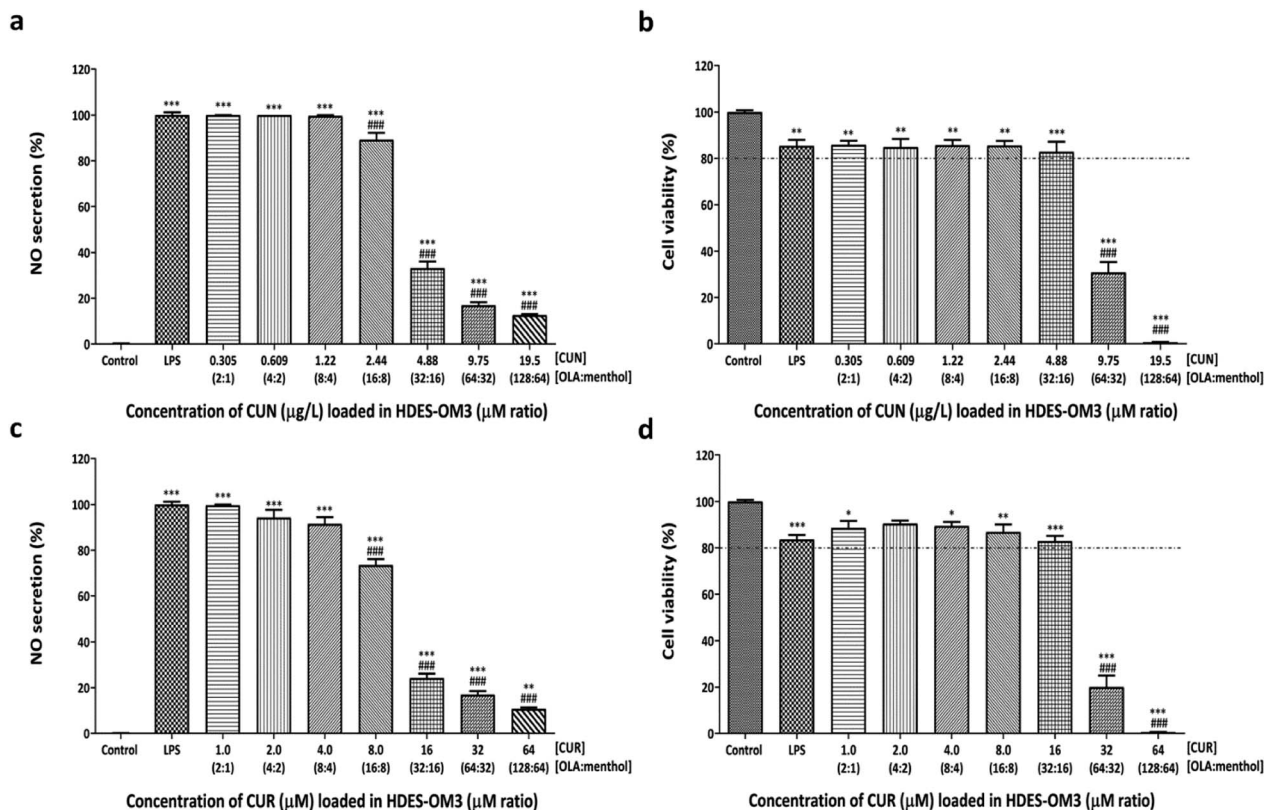 a
NO secretion (%)
120
100
80
60
40
20
0
*** *** *** *** *** *** *** ***
### ### ### ###
Control LPS 0.305 0.609 1.22 2.44 4.88 9.75 19.5 [CUN]
(2:1) (4:2) (8:4) (16:8) (32:16) (64:32) (128:64) [OLA:menthol]
Concentration of CUN (µg/L) loaded in HDES-OM3 (µM ratio)
b
Cell viability (%)
120
100
80
60
40
20
0
** ** ** ** ** *** *** ***
### ###
Control LPS 0.305 0.609 1.22 2.44 4.88 9.75 19.5 [CUN]
(2:1) (4:2) (8:4) (16:8) (32:16) (64:32) (128:64) [OLA:menthol]
Concentration of CUN (µg/L) loaded in HDES-OM3 (µM ratio)
c
NO secretion (%)
120
100
80
60
40
20
0
*** *** *** *** *** *** *** **
### ### ### ###
Control LPS 1.0 2.0 4.0 8.0 16 32 64 [CUR]
(2:1) (4:2) (8:4) (16:8) (32:16) (64:32) (128:64) [OLA:menthol]
Concentration of CUR (µM) loaded in HDES-OM3 (µM ratio)
d
Cell viability (%)
120
100
80
60
40
20
0
*** * * ** *** *** ***
### ###
Control LPS 1.0 2.0 4.0 8.0 16 32 64 [CUR]
(2:1) (4:2) (8:4) (16:8) (32:16) (64:32) (128:64) [OLA:menthol]
Concentration of CUR (µM) loaded in HDES-OM3 (µM ratio)